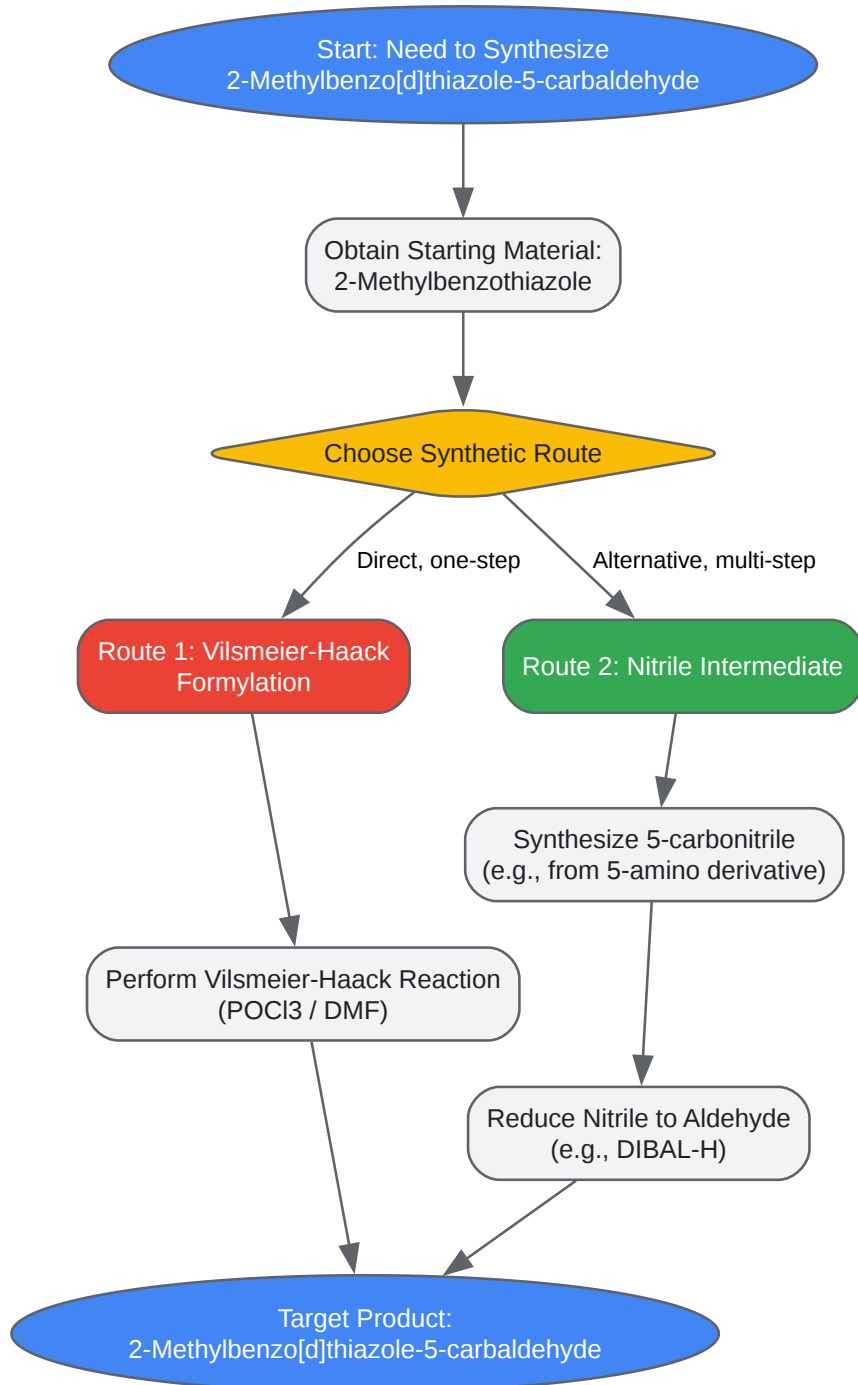 Start: Need to Synthesize
2-Methylbenzo[d]thiazole-5-carbaldehyde
Obtain Starting Material:
2-Methylbenzothiazole
Choose Synthetic Route
Direct, one-step
Alternative, multi-step
Route 1: Vilsmeier-Haack
Formylation
Route 2: Nitrile Intermediate
Synthesize 5-carbonitrile
(e.g., from 5-amino derivative)
Perform Vilsmeier-Haack Reaction
(POCl3 / DMF)
Reduce Nitrile to Aldehyde
(e.g., DIBAL-H)
Target Product:
2-Methylbenzo[d]thiazole-5-carbaldehyde